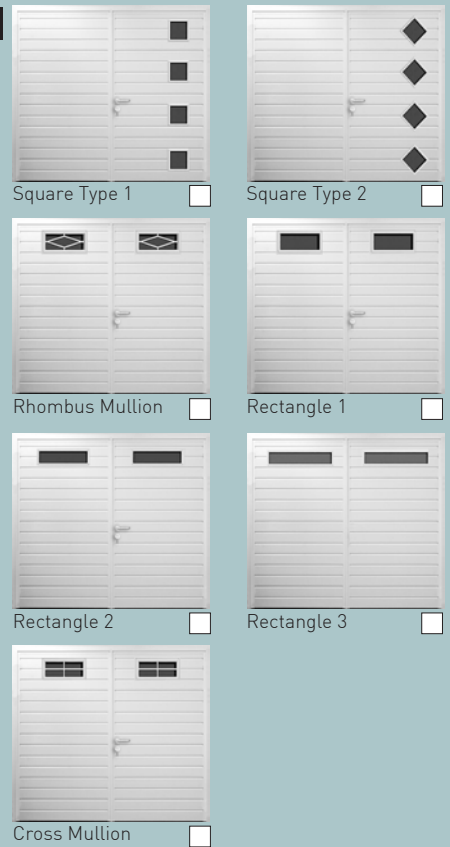 Square Type 1
Square Type 2
Rhombus Mullion
Rectangle 1
Rectangle 2
Rectangle 3
Cross Mullion